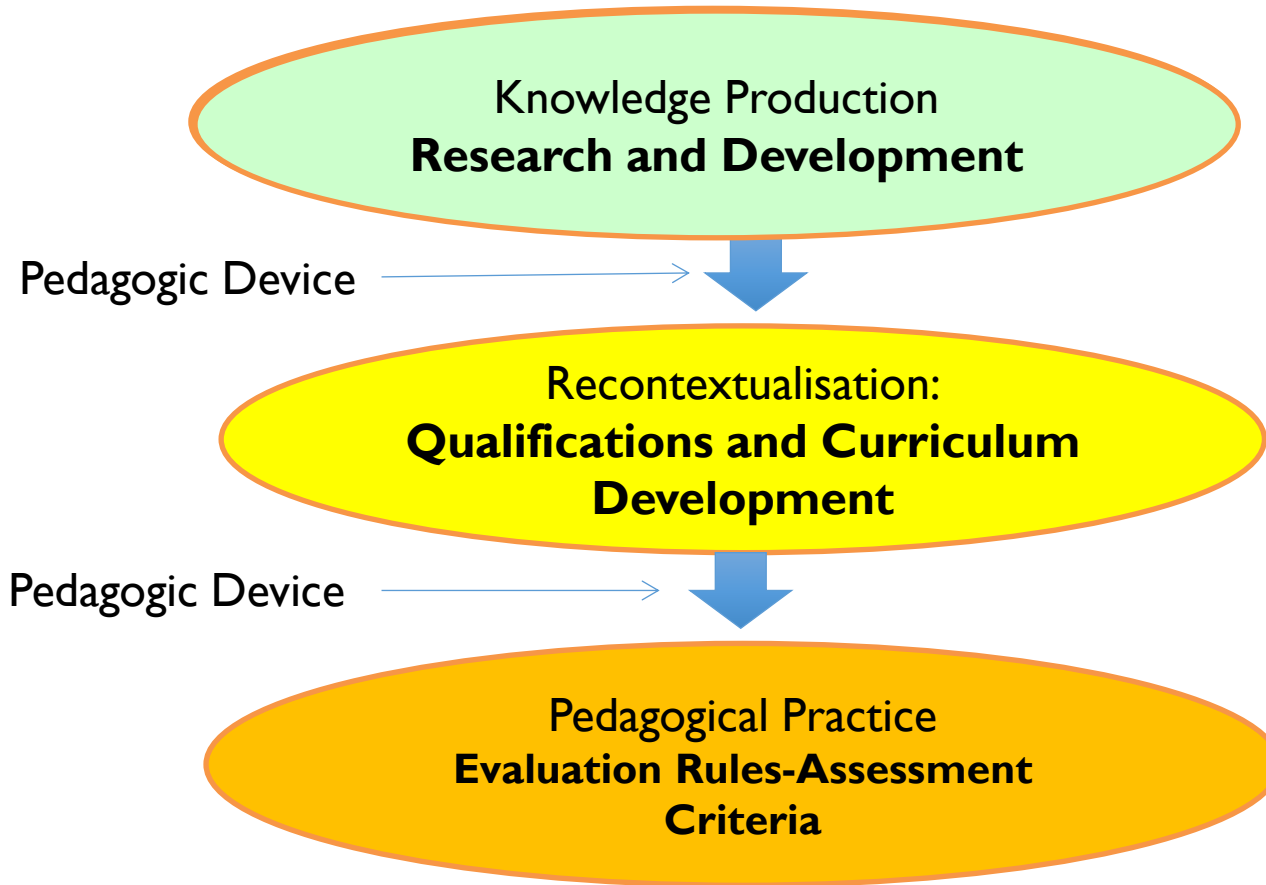 Knowledge Production
Research and Development
Pedagogic Device
Recontextualisation:
Qualifications and Curriculum
Development
Pedagogic Device
Pedagogical Practice
Evaluation Rules-Assessment
Criteria